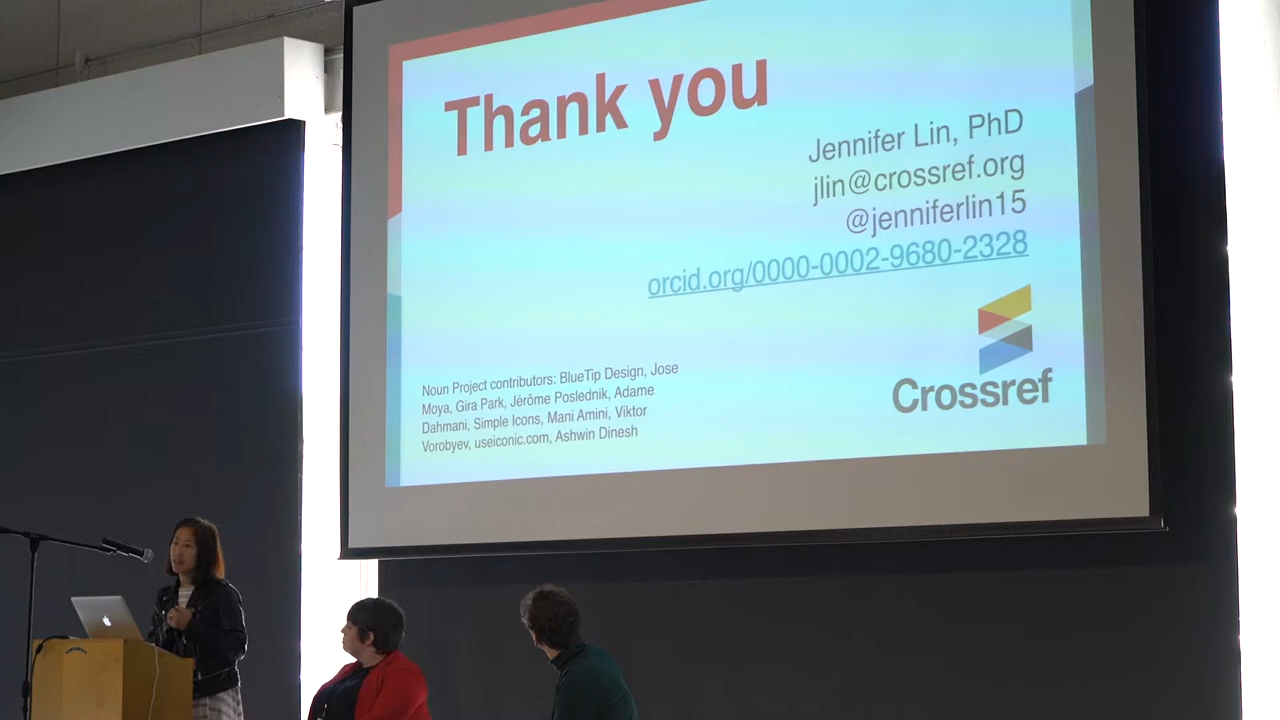 Thank you
Jennifer Lin, PhD
jlin@crossref.org
@jenniferlin15
orcid.org/0000-0002-9680-2328
Crossref
Noun Project contributors: BlueTip Design, Jose
Moya, Gira Park, Jérôme Poslednik, Adame
Dahmani, Simple Icons, Mani Amini, Viktor
Vorobyev, useiconic.com, Ashwin Dinesh